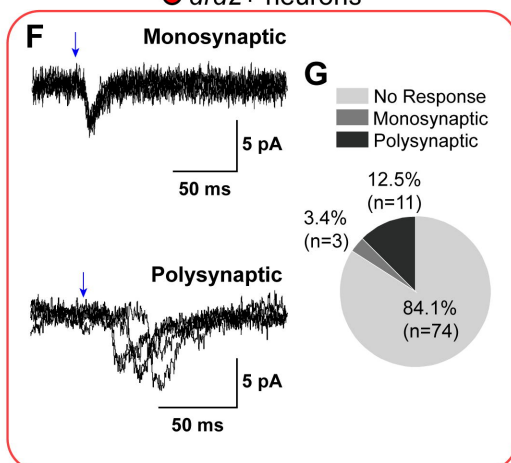 F
Monosynaptic
5 pA
50 ms
Polysynaptic
5 pA
50 ms
G
No Response
Monosynaptic
Polysynaptic
12.5%
(n=11)
3.4%
(n=3)
84.1%
(n=74)